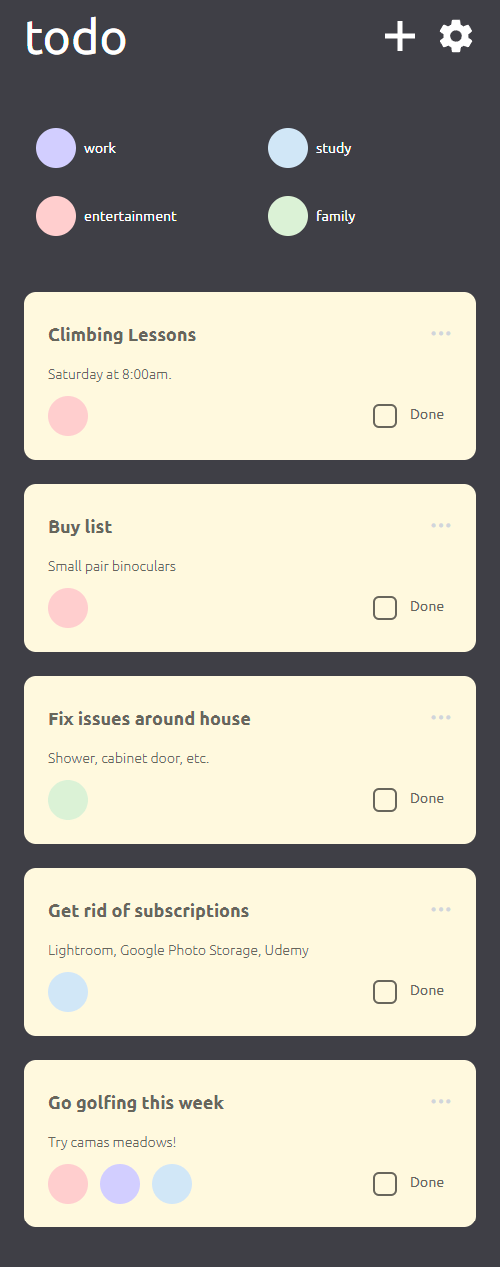 todo
work
study
entertainment
family
Climbing Lessons
Saturday at 8:00am.
Done
Buy list
Small pair binoculars
Done
Fix issues around house
Shower, cabinet door, etc.
Done
Get rid of subscriptions
Lightroom, Google Photo Storage, Udemy
Done
Go golfing this week
Try camas meadows!
Done